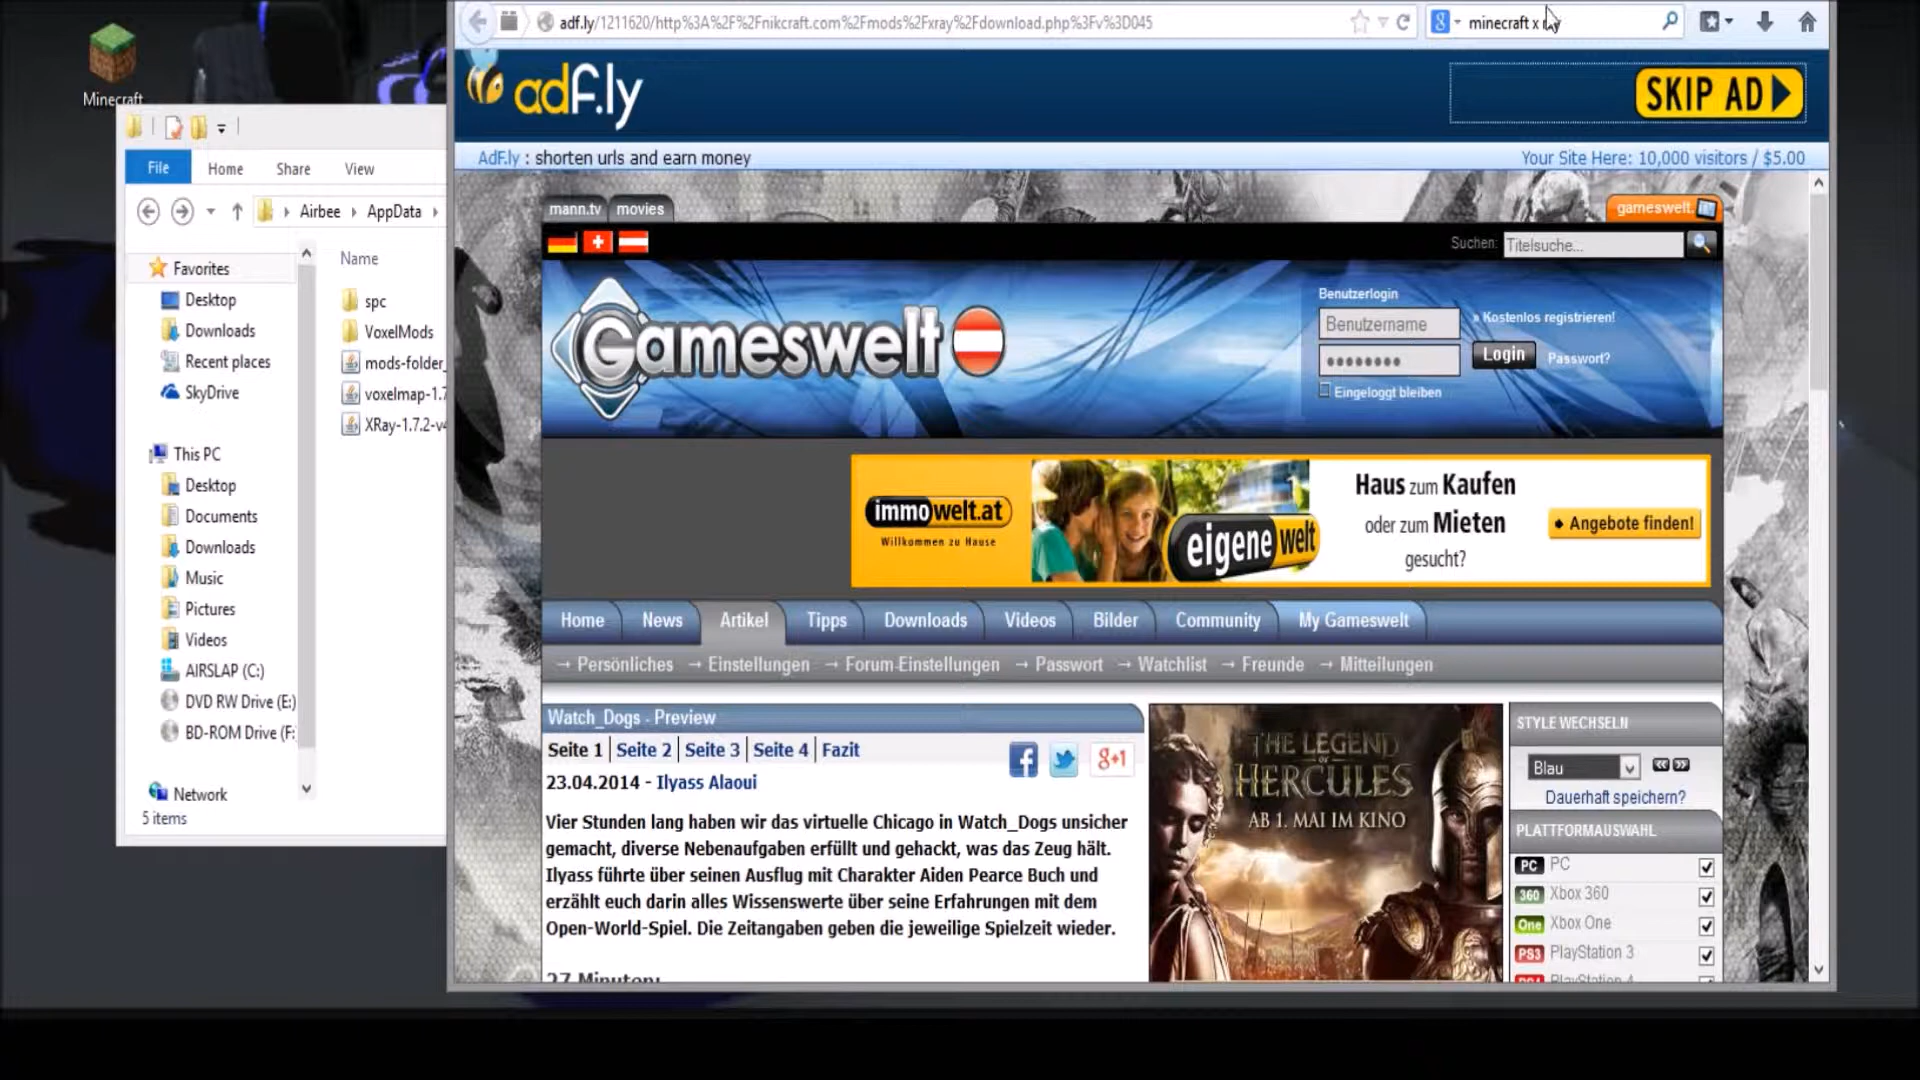 Minecraft
File Home Share View
Airbee AppData
Name
Favorites
Desktop
Downloads
Recent places
SkyDrive
This PC
Desktop
Documents
Downloads
Music
Pictures
Videos
AIRSLAP (C:)
DVD RW Drive (E:)
BD-ROM Drive (F:
Network
5 items
spc
VoxelMods
mods-folder_
voxelmap-1.7
XRay-1.7.2-v4
adf.ly/1211620/http%3A%2F%2Fnikcraft.com%2Fmods%2Fxray%2Fdownload.php%3Fv%3D045
8 minecraft x
adf.ly
SKIP AD
AdF.ly : shorten urls and earn money
Your Site Here: 10,000 visitors / $5.00
mann.tv movies
gameswelt.
Suchen: Titelsuche...
Gameswelt
Benutzerlogin
Benutzername
» Kostenlos registrieren!
Login Passwort?
Eingeloggt bleiben
immowelt.at
Willkommen zu Hause
eigene welt
Haus zum Kaufen
oder zum Mieten
gesucht?
Angebote finden!
Home News Artikel Tipps Downloads Videos Bilder Community My Gameswelt
→ Persönliches → Einstellungen → Forum-Einstellungen → Passwort → Watchlist → Freunde → Mitteilungen
Watch_Dogs - Preview
Seite 1 | Seite 2 | Seite 3 | Seite 4 | Fazit
8+1
23.04.2014 - Ilyass Alaoui
Vier Stunden lang haben wir das virtuelle Chicago in Watch_Dogs unsicher
gemacht, diverse Nebenaufgaben erfüllt und gehackt, was das Zeug hält.
Ilyass führte über seinen Ausflug mit Charakter Aiden Pearce Buch und
erzählt euch darin alles Wissenswerte über seine Erfahrungen mit dem
Open-World-Spiel. Die Zeitangaben geben die jeweilige Spielzeit wieder.
27 Minuten:
THE LEGEND
OF
HERCULES
AB 1. MAI IM KINO
STYLE WECHSELN
Blau
Dauerhaft speichern?
PLATTFORMAUSWAHL
PC PC
360 Xbox 360
One Xbox One
PS3 PlayStation 3
PS4 PlayStation 4